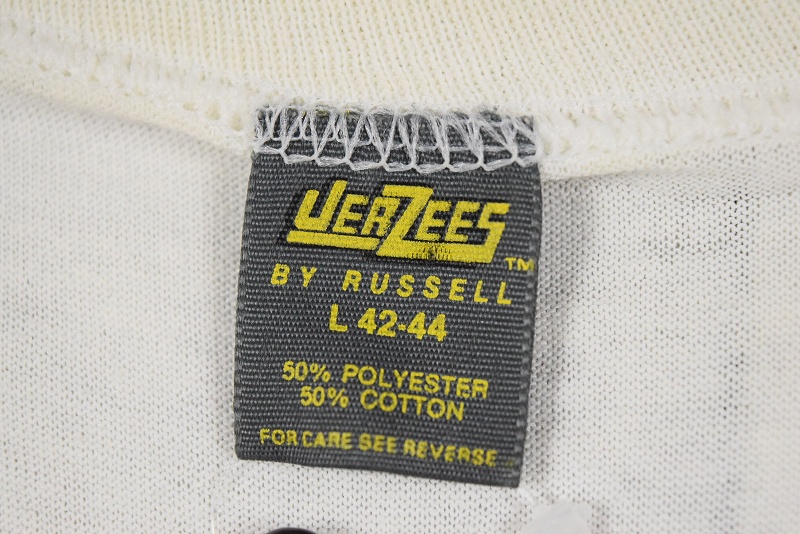 JERZEES
TM
BY RUSSELL
L 42-44
50% POLYESTER
50% COTTON
FOR CARE SEE REVERSE